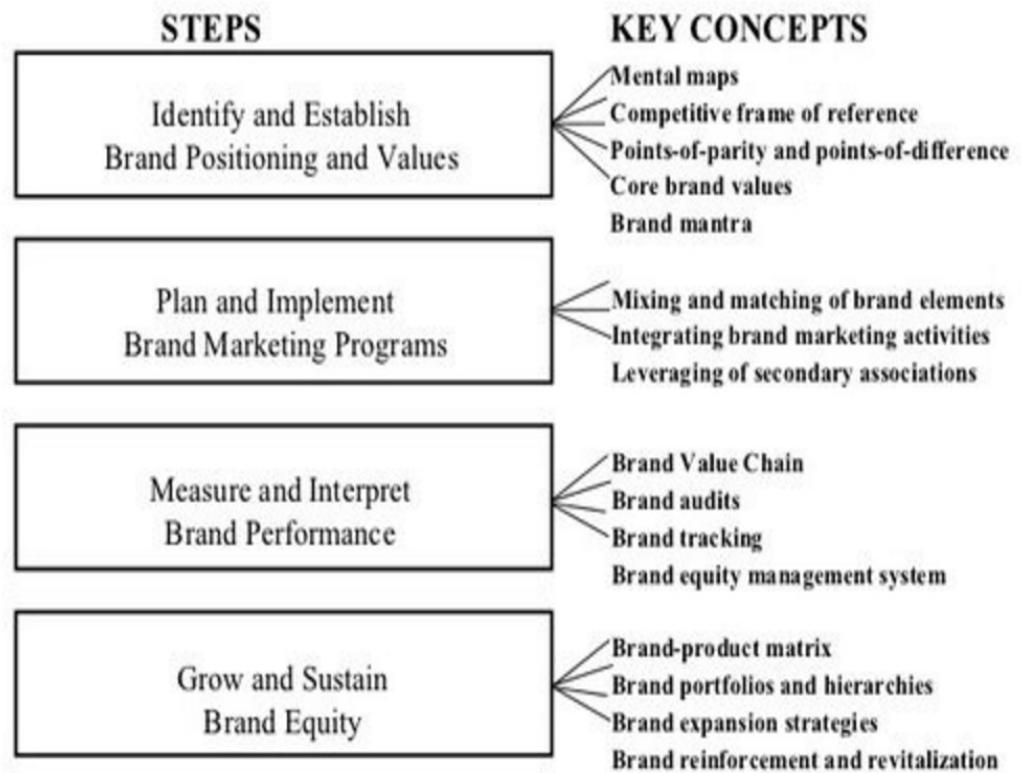 STEPS
KEY CONCEPTS
Identify and Establish
Brand Positioning and Values
Mental maps
Competitive frame of reference
Points-of-parity and points-of-difference
Core brand values
Brand mantra
Plan and Implement
Brand Marketing Programs
Mixing and matching of brand elements
Integrating brand marketing activities
Leveraging of secondary associations
Measure and Interpret
Brand Performance
Brand Value Chain
Brand audits
Brand tracking
Brand equity management system
Grow and Sustain
Brand Equity
Brand-product matrix
Brand portfolios and hierarchies
Brand expansion strategies
Brand reinforcement and revitalization